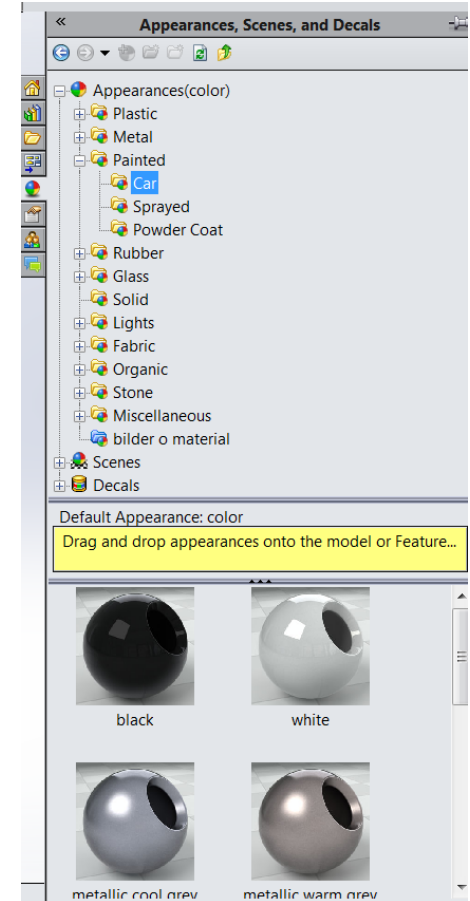 « Appearances, Scenes, and Decals
Appearances(color)
Plastic
Metal
Painted
Car
Sprayed
Powder Coat
Rubber
Glass
Solid
Lights
Fabric
Organic
Stone
Miscellaneous
bilder o material
Scenes
Decals
Default Appearance: color
Drag and drop appearances onto the model or Feature...
black white
metallic cool grey metallic warm grey